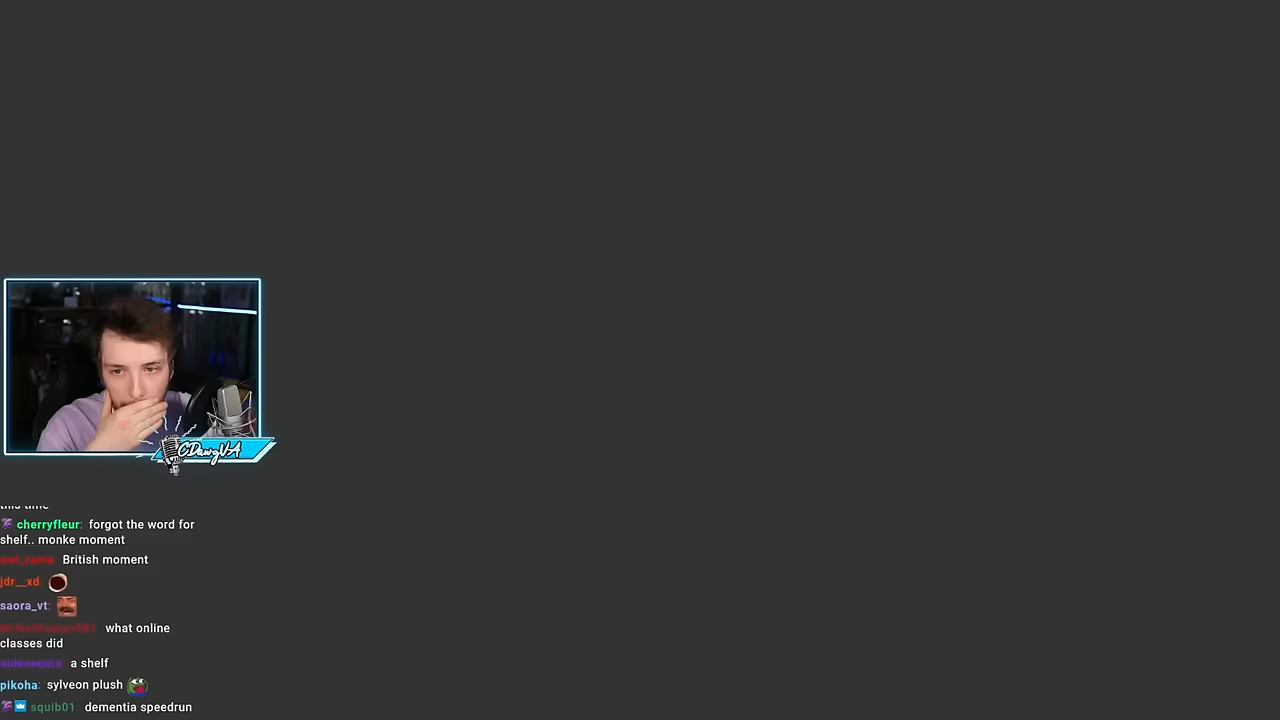 CDawgVA
cherryfleur: forgot the word for
shelf.. monke moment
British moment
jdr__xd
saora_vt:
what online
classes did
a shelf
pikoha: sylveon plush
squib01 dementia speedrun